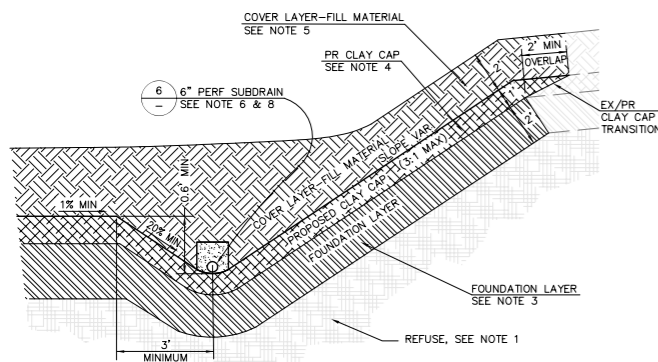 COVER LAYER-FILL MATERIAL
SEE NOTE 5
PR CLAY CAP
SEE NOTE 4
2' MIN
OVERLAP
6
–
6" PERF SUBDRAIN
SEE NOTE 6 & 8
2'
1'
2'
EX/PR
CLAY CAP
TRANSITION
COVER LAYER-FILL MATERIAL
SLOPE VAR.
PROPOSED CLAY CAP
(3:1 MAX)
FOUNDATION LAYER
1% MIN
20% MIN
0.6' MIN
FOUNDATION LAYER
SEE NOTE 3
3'
MINIMUM
REFUSE, SEE NOTE 1